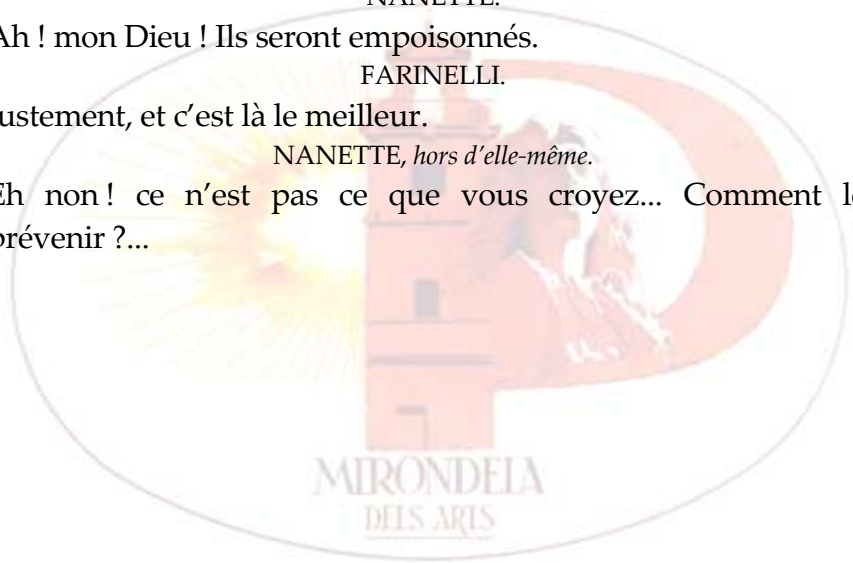 NANETTE.
Ah ! mon Dieu ! Ils seront empoisonnés.
FARINELLI.
ustement, et c’est là le meilleur.
NANETTE, hors d’elle-même.
Eh non ! ce n’est pas ce que vous croyez... Comment l
prévenir ?...
MIRONDELA
DELS ARTS